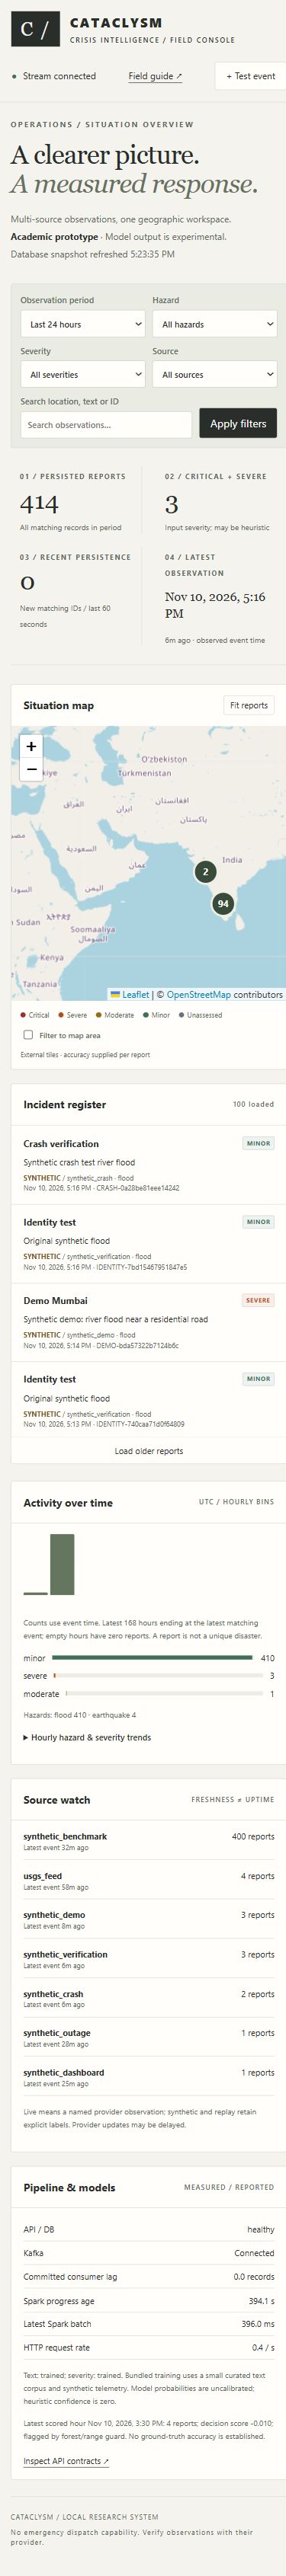 C /
CATACLYSM
CRISIS INTELLIGENCE / FIELD CONSOLE
Stream connected
Field guide ↗
+ Test event
OPERATIONS / SITUATION OVERVIEW
A clearer picture.
A measured response.
Multi-source observations, one geographic workspace.
Academic prototype · Model output is experimental.
Database snapshot refreshed 5:23:35 PM
Observation period
Hazard
Last 24 hours
All hazards
Severity
Source
All severities
All sources
Search location, text or ID
Search observations...
Apply filters
01 / PERSISTED REPORTS
414
All matching records in period
02 / CRITICAL + SEVERE
3
Input severity; may be heuristic
03 / RECENT PERSISTENCE
0
New matching IDs / last 60
seconds
04 / LATEST
OBSERVATION
Nov 10, 2026, 5:16
PM
6m ago · observed event time
Situation map
Fit reports
+
−
O'zbekiston
Türkmenistan
kiye
افغانستان
ایران
العراق
پاکستان
السعودية
عمان
India
اليمن
Sudan
ኢትዮጵያ
Soomaaliya
الصومال
Kenya
Tanzania
2
94
Leaflet | © OpenStreetMap contributors
Critical
Severe
Moderate
Minor
Unassessed
Filter to map area
External tiles · accuracy supplied per report
Incident register
100 loaded
Crash verification
MINOR
Synthetic crash test river flood
SYNTHETIC / synthetic_crash · flood
Nov 10, 2026, 5:16 PM · CRASH-0a28be81eee14242
Identity test
MINOR
Original synthetic flood
SYNTHETIC / synthetic_verification · flood
Nov 10, 2026, 5:16 PM · IDENTITY-7bd15467951847e5
Demo Mumbai
SEVERE
Synthetic demo: river flood near a residential road
SYNTHETIC / synthetic_demo · flood
Nov 10, 2026, 5:14 PM · DEMO-bda57322b7124b6c
Identity test
MINOR
Original synthetic flood
SYNTHETIC / synthetic_verification · flood
Nov 10, 2026, 5:13 PM · IDENTITY-740caa71d0f64809
Load older reports
Activity over time
UTC / HOURLY BINS
Counts use event time. Latest 168 hours ending at the latest matching
event; empty hours have zero reports. A report is not a unique disaster.
minor 410
severe 3
moderate 1
Hazards: flood 410 · earthquake 4
▶ Hourly hazard & severity trends
Source watch
FRESHNESS ≠ UPTIME
synthetic_benchmark
400 reports
Latest event 32m ago
usgs_feed
4 reports
Latest event 58m ago
synthetic_demo
3 reports
Latest event 8m ago
synthetic_verification
3 reports
Latest event 6m ago
synthetic_crash
2 reports
Latest event 6m ago
synthetic_outage
1 reports
Latest event 28m ago
synthetic_dashboard
1 reports
Latest event 25m ago
Live means a named provider observation; synthetic and replay retain
explicit labels. Provider updates may be delayed.
Pipeline & models
MEASURED / REPORTED
API / DB healthy
Kafka Connected
Committed consumer lag 0.0 records
Spark progress age 394.1 s
Latest Spark batch 396.0 ms
HTTP request rate 0.4 / s
Text: trained; severity: trained. Bundled training uses a small curated text
corpus and synthetic telemetry. Model probabilities are uncalibrated;
heuristic confidence is zero.
Latest scored hour Nov 10, 2026, 3:30 PM: 4 reports; decision score -0.010;
flagged by forest/range guard. No ground-truth accuracy is established.
Inspect API contracts ↗
CATACLYSM / LOCAL RESEARCH SYSTEM
No emergency dispatch capability. Verify observations with their
provider.